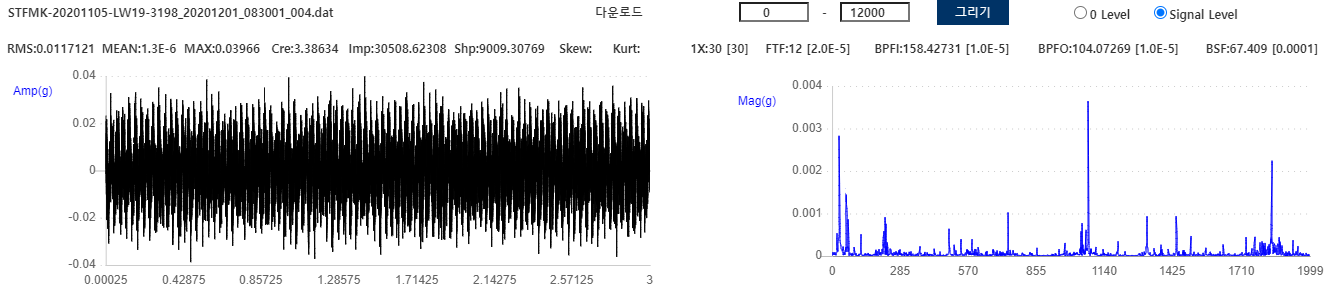 STFMK-20201105-LW19-3198_20201201_083001_004.dat 다운로드
0 - 12000 그리기 0 Level Signal Level
RMS:0.0117121 MEAN:1.3E-6 MAX:0.03966 Cre:3.38634 Imp:30508.62308 Shp:9009.30769 Skew: Kurt:
1X:30 [30] FTF:12 [2.0E-5] BPFI:158.42731 [1.0E-5] BPFO:104.07269 [1.0E-5] BSF:67.409 [0.0001]
Amp(g)
0.04
0.02
0
-0.02
-0.04
0.00025 0.42875 0.85725 1.28575 1.71425 2.14275 2.57125 3
Mag(g)
0.004
0.003
0.002
0.001
0
0 285 570 855 1140 1425 1710 1999